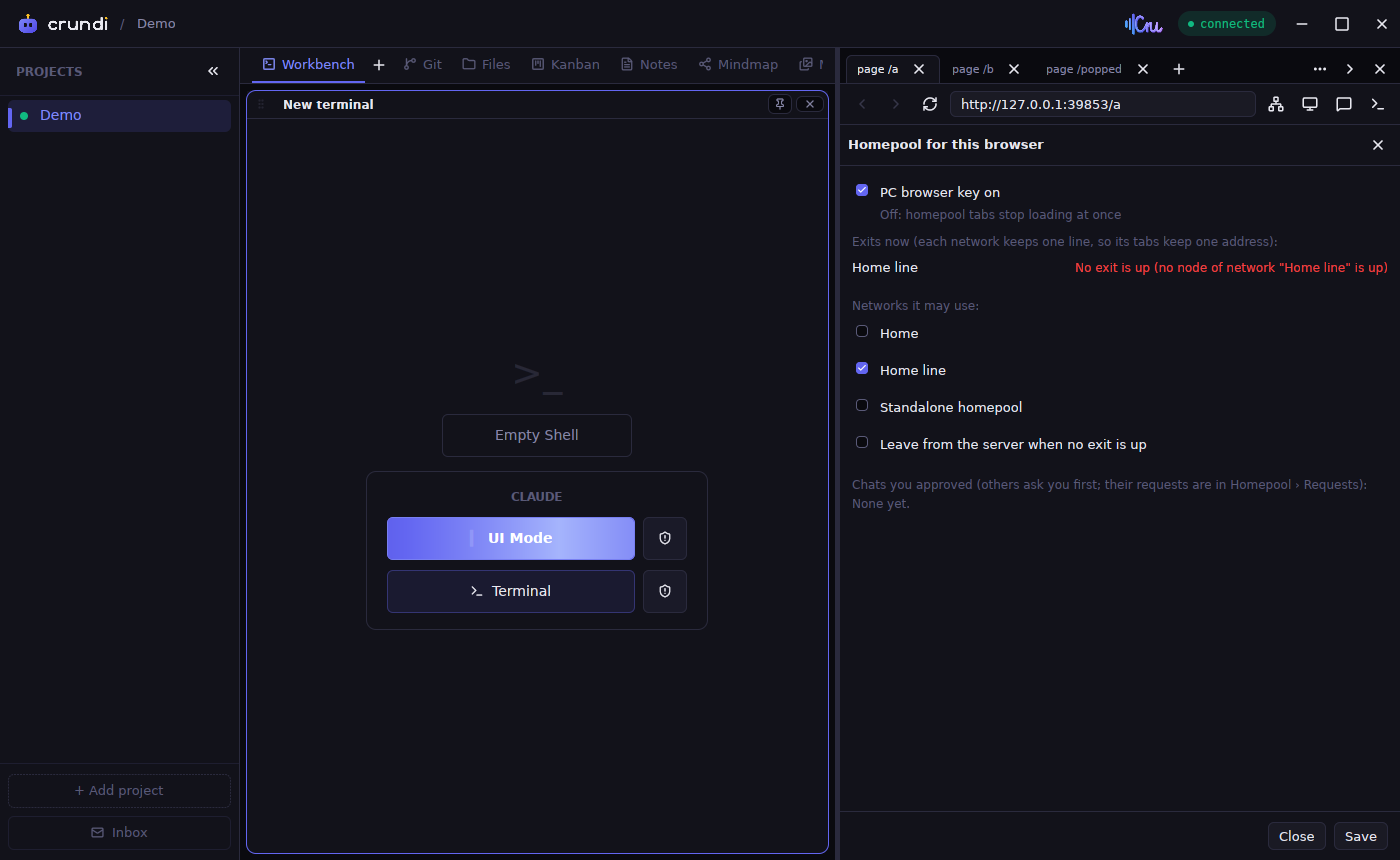 crundi / Demo
Cru
connected
PROJECTS
Demo
+ Add project
Inbox
Workbench
Git
Files
Kanban
Notes
Mindmap
New terminal
>_
Empty Shell
CLAUDE
UI Mode
Terminal
page /a
page /b
page /popped
http://127.0.0.1:39853/a
Homepool for this browser
PC browser key on
Off: homepool tabs stop loading at once
Exits now (each network keeps one line, so its tabs keep one address):
Home line
No exit is up (no node of network "Home line" is up)
Networks it may use:
Home
Home line
Standalone homepool
Leave from the server when no exit is up
Chats you approved (others ask you first; their requests are in Homepool › Requests):
None yet.
Close
Save